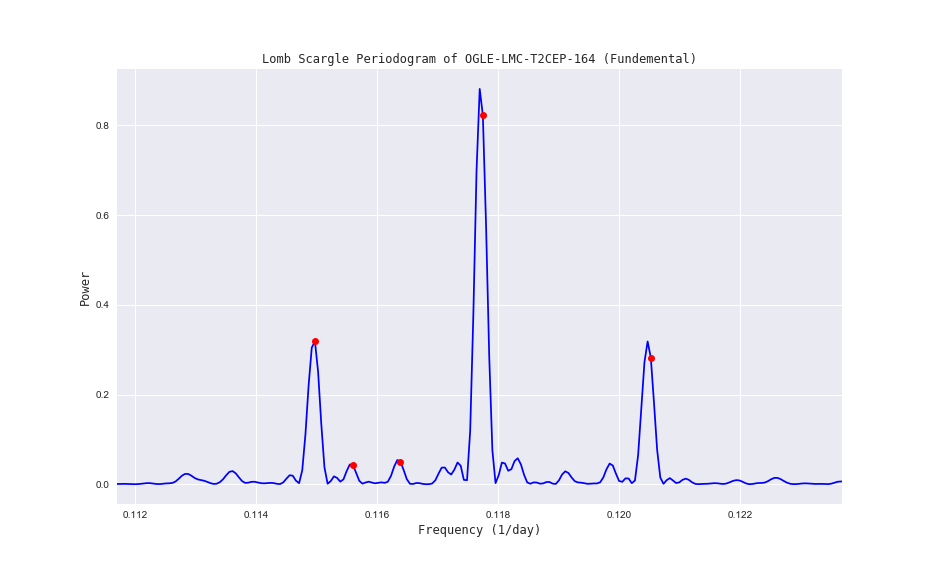 Lomb Scargle Periodogram of OGLE-LMC-T2CEP-164 (Fundemental)
0.8
0.6
0.4
0.2
0.0
Power
0.112 0.114 0.116 0.118 0.120 0.122
Frequency (1/day)